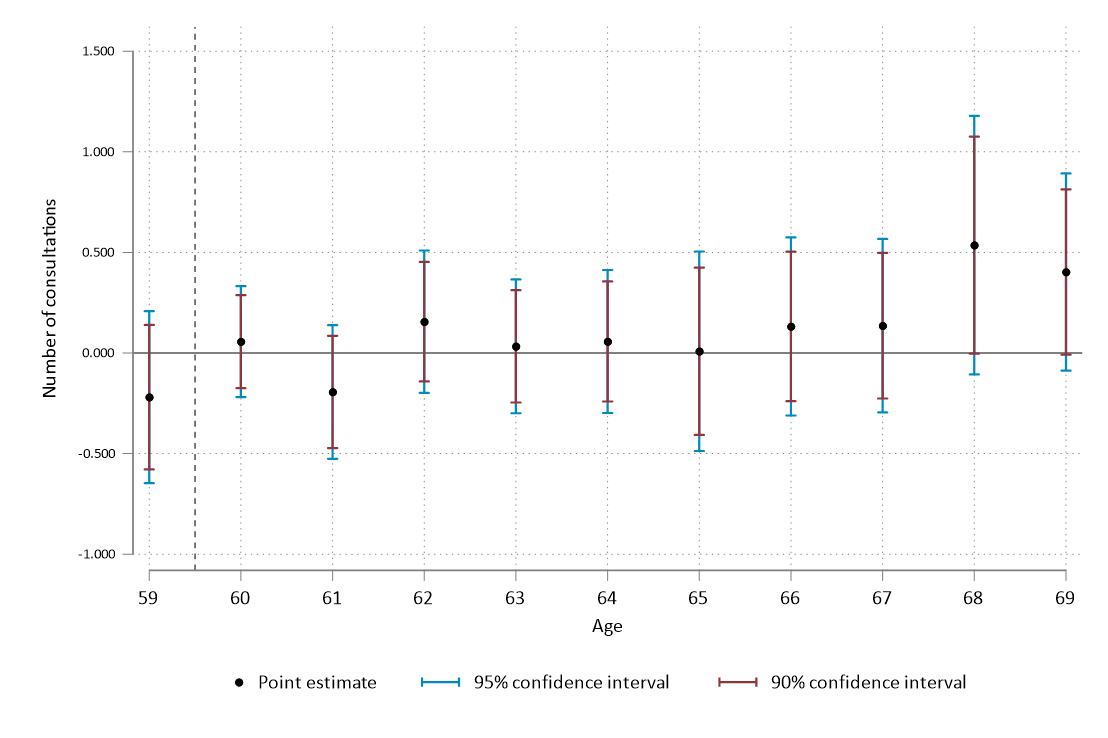 1.500
1.000
0.500
0.000
-0.500
-1.000
Number of consultations
59 60 61 62 63 64 65 66 67 68 69
Age
Point estimate 95% confidence interval 90% confidence interval